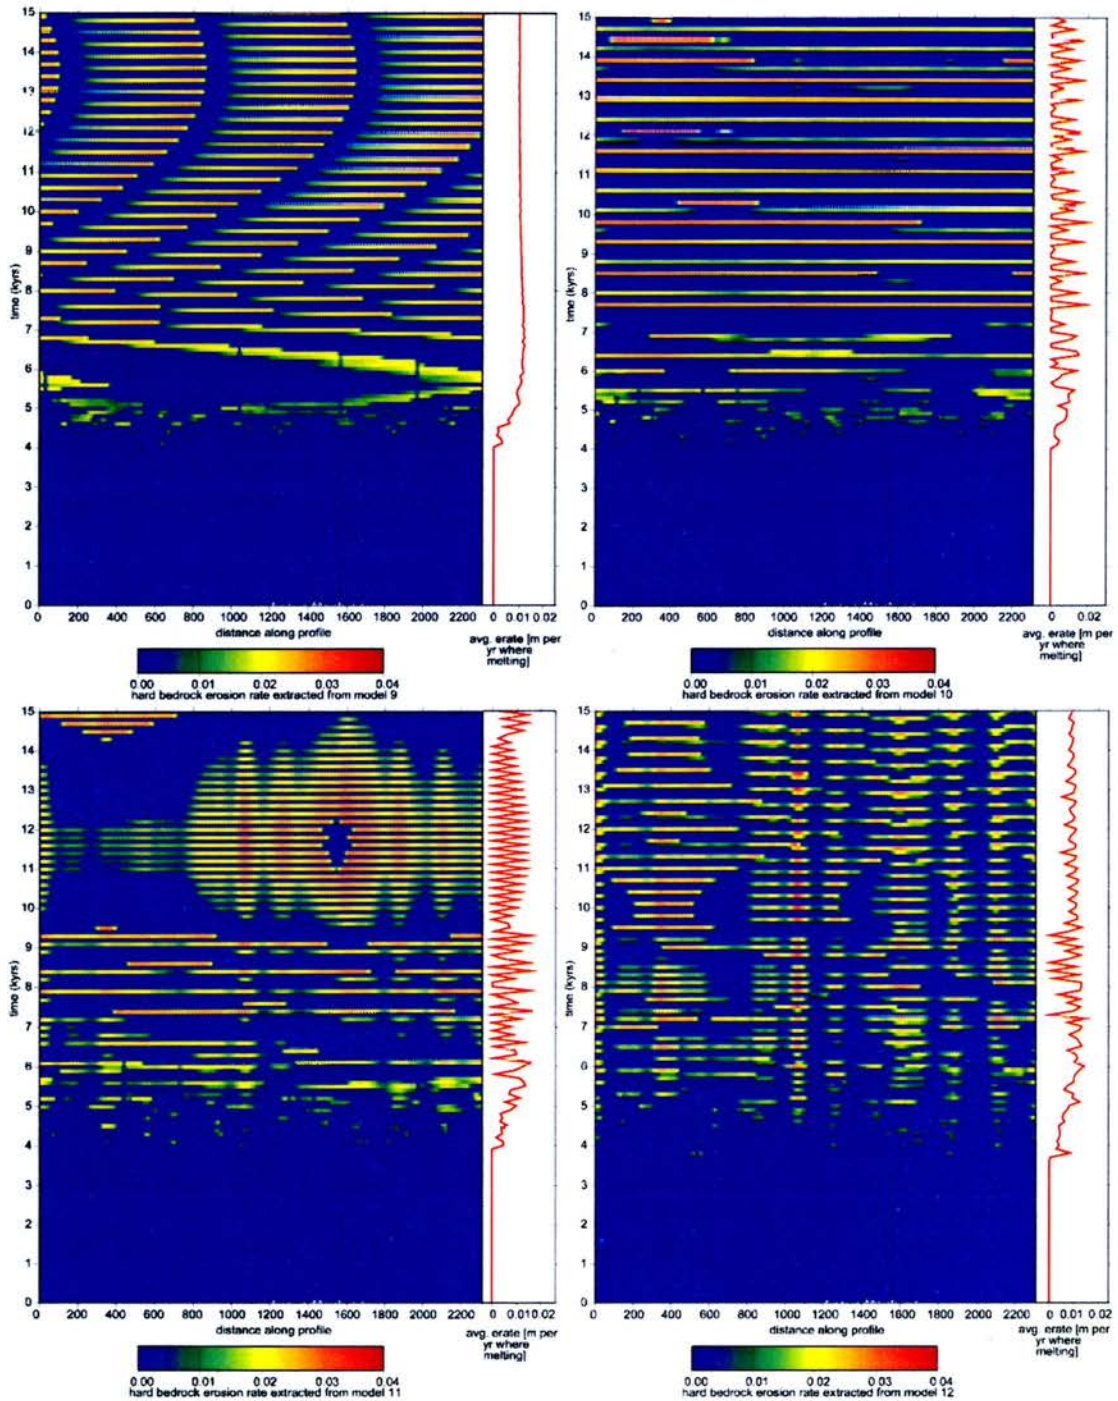 15
14
13
12
11
10
9
8
7
6
5
4
3
2
1
0
time (kyrs)
0 200 400 600 800 1000 1200 1400 1600 1800 2000 2200
distance along profile
0 0.01 0.02
avg. erate [m per
yr where
melting]
0.00 0.01 0.02 0.03 0.04
hard bedrock erosion rate extracted from model 9
15
14
13
12
11
10
9
8
7
6
5
4
3
2
1
0
time (kyrs)
0 200 400 600 800 1000 1200 1400 1600 1800 2000 2200
distance along profile
0 0.02
avg. erate [m per
yr where
melting]
0.00 0.01 0.02 0.03 0.04
hard bedrock erosion rate extracted from model 10
15
14
13
12
11
10
9
8
7
6
5
4
3
2
1
0
time (kyrs)
0 200 400 600 800 1000 1200 1400 1600 1800 2000 2200
distance along profile
0 0.01 0.02
avg. erate [m per
yr where
melting]
0.00 0.01 0.02 0.03 0.04
hard bedrock erosion rate extracted from model 11
15
14
13
12
11
10
9
8
7
6
5
4
3
2
1
0
time (kyrs)
0 200 400 600 800 1000 1200 1400 1600 1800 2000 2200
distance along profile
0 0.01 0.02
avg. erate [m per
yr where
melting]
0.00 0.01 0.02 0.03 0.04
hard bedrock erosion rate extracted from model 12